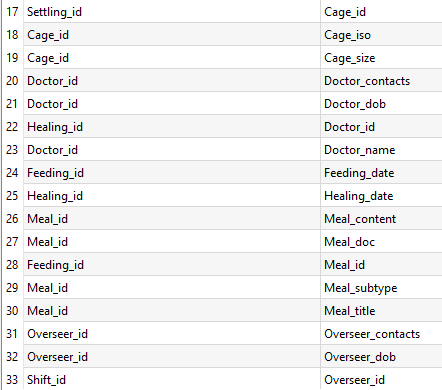 17 Settling_id Cage_id
18 Cage_id Cage_iso
19 Cage_id Cage_size
20 Doctor_id Doctor_contacts
21 Doctor_id Doctor_dob
22 Healing_id Doctor_id
23 Doctor_id Doctor_name
24 Feeding_id Feeding_date
25 Healing_id Healing_date
26 Meal_id Meal_content
27 Meal_id Meal_doc
28 Feeding_id Meal_id
29 Meal_id Meal_subtype
30 Meal_id Meal_title
31 Overseer_id Overseer_contacts
32 Overseer_id Overseer_dob
33 Shift_id Overseer_id